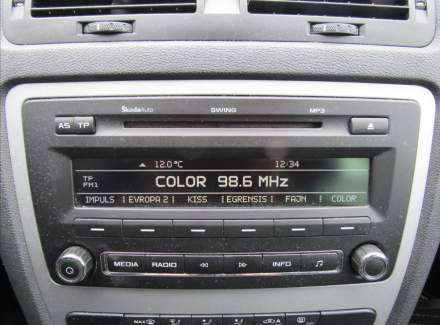 ŠkodaAuto SWING MP3
AS TP
12.0°C 12:34
TP
FM1 COLOR 98.6 MHz
IMPULS EVROPA 2 KISS EGRENSIS FAJN COLOR
MEDIA RADIO INFO
MAX A